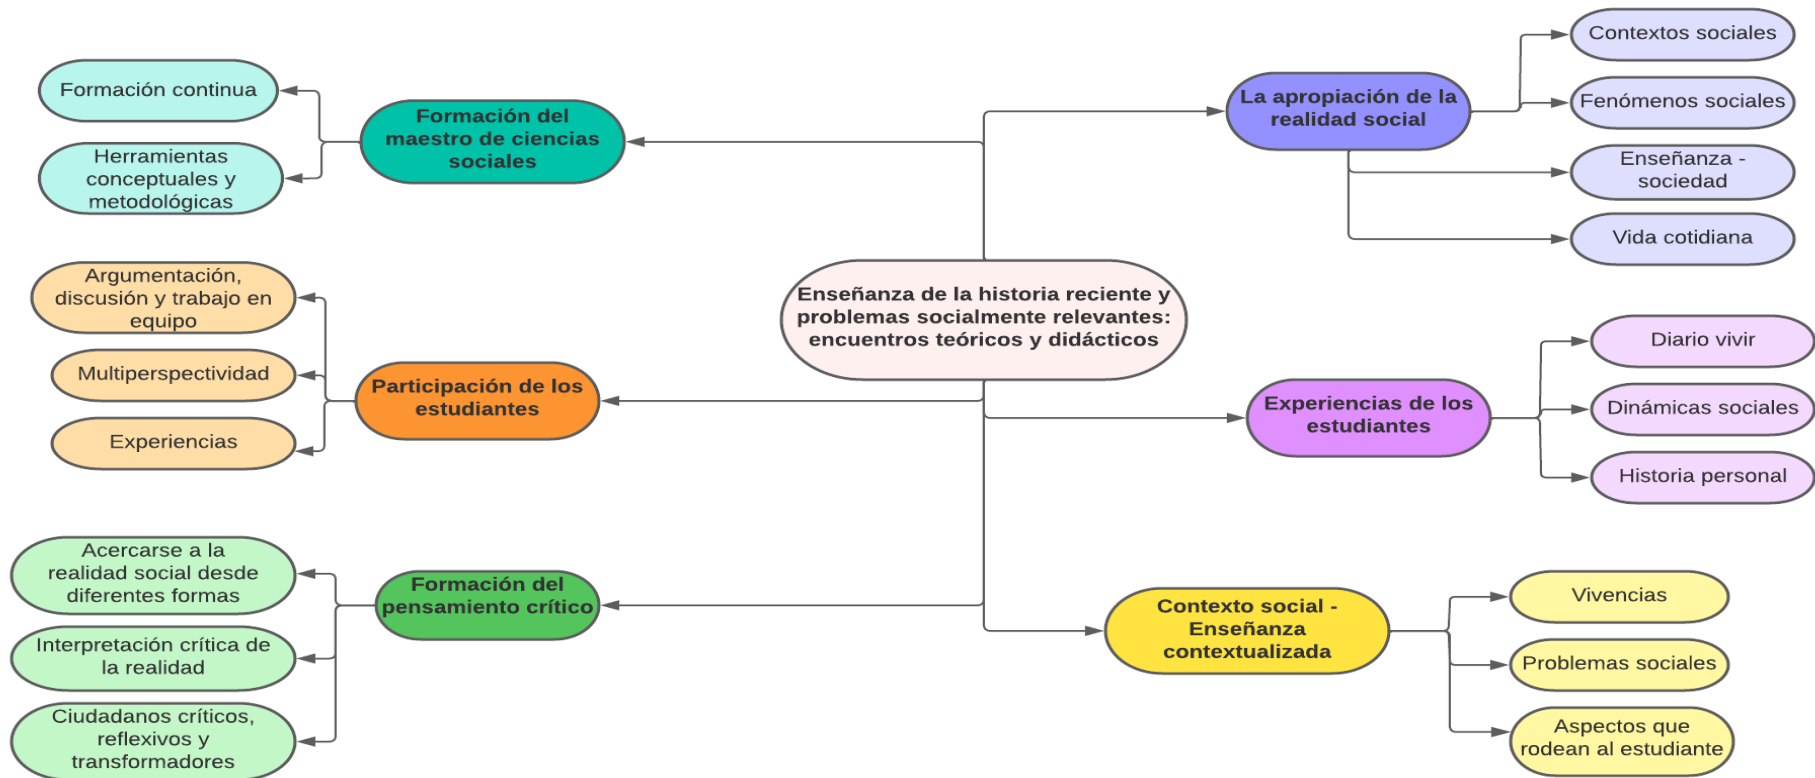 Formación continua
Herramientas
conceptuales y
metodológicas
Formación del
maestro de ciencias
sociales
Argumentación,
discusión y trabajo en
equipo
Multiperspectividad
Experiencias
Participación de los
estudiantes
Acercarse a la
realidad social desde
diferentes formas
Interpretación crítica de
la realidad
Ciudadanos críticos,
reflexivos y
transformadores
Formación del
pensamiento crítico
Enseñanza de la historia reciente y
problemas socialmente relevantes:
encuentros teóricos y didácticos
La apropiación de la
realidad social
Contextos sociales
Fenómenos sociales
Enseñanza -
sociedad
Vida cotidiana
Experiencias de los
estudiantes
Diario vivir
Dinámicas sociales
Historia personal
Contexto social -
Enseñanza
contextualizada
Vivencias
Problemas sociales
Aspectos que
rodean al estudiante